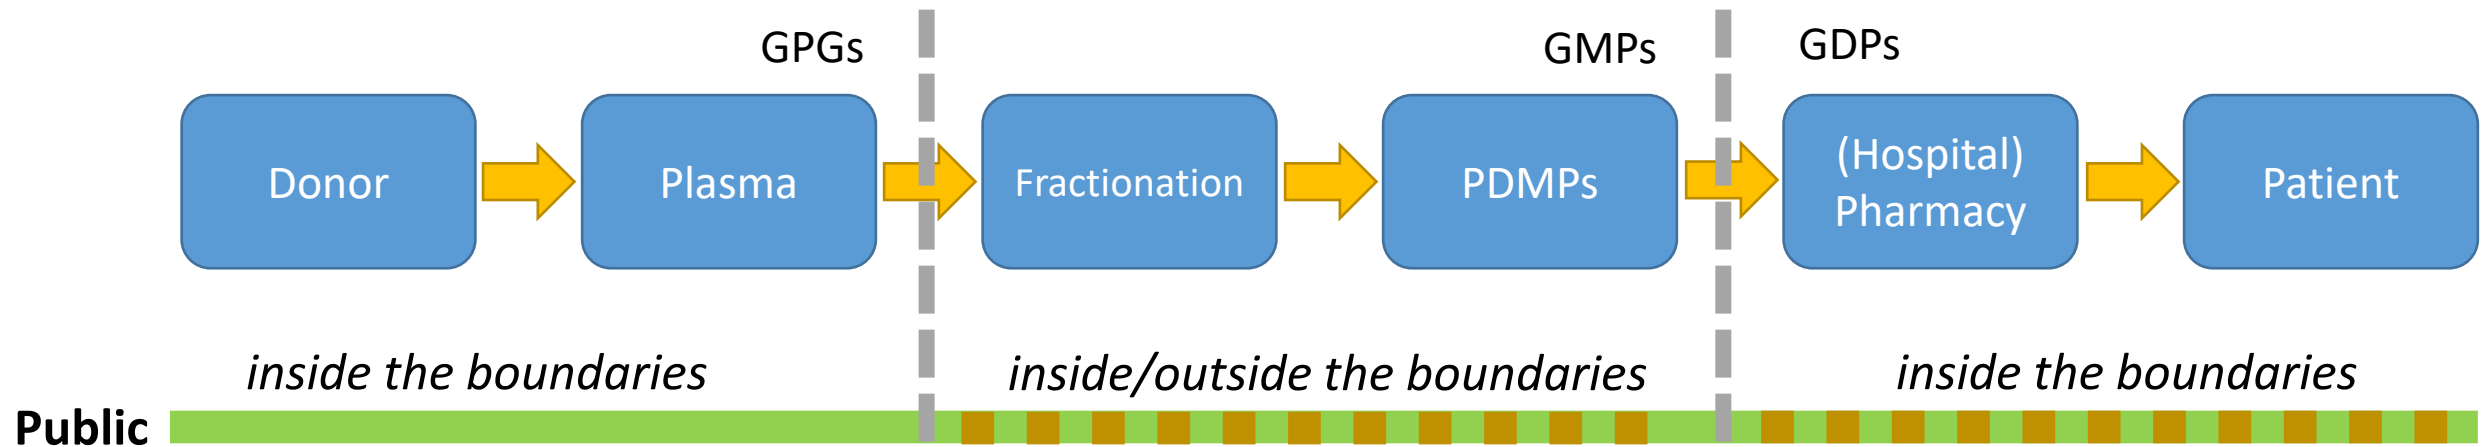 GPGs
GMPs
GDPs
Donor
Plasma
Fractionation
PDMPs
(Hospital)
Pharmacy
Patient
inside the boundaries
inside/outside the boundaries
inside the boundaries
Public